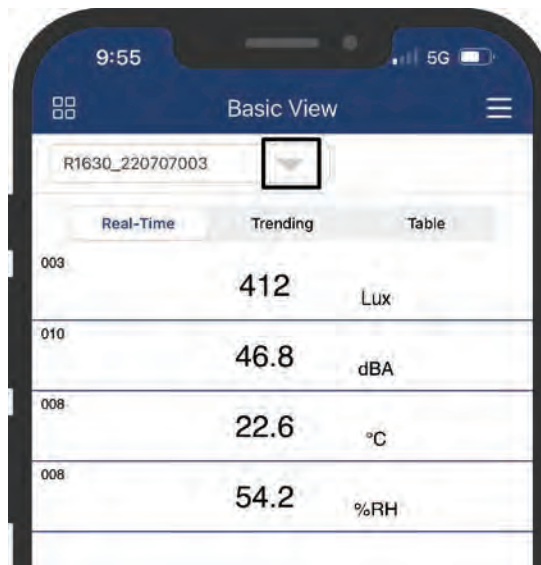 9:55 5G
Basic View
R1630_220707003
Real-Time Trending Table
003
412 Lux
010
46.8 dBA
008
22.6 °C
008
54.2 %RH